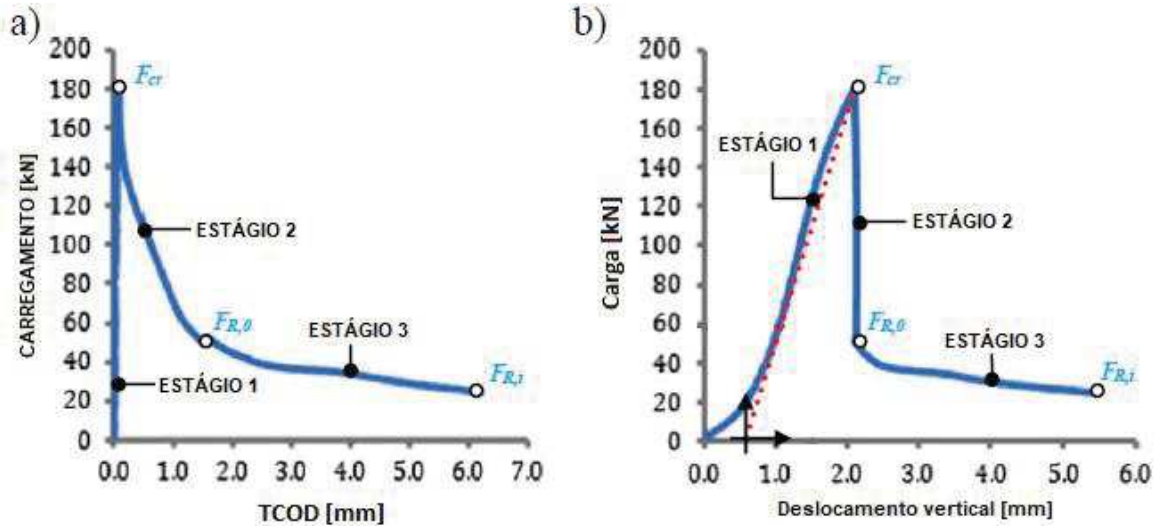 a)
CARREGAMENTO [kN]
200
180
160
140
120
100
80
60
40
20
0
Fcr
ESTÁGIO 2
FR,0
ESTÁGIO 3
FR,i
ESTÁGIO 1
0.0 1.0 2.0 3.0 4.0 5.0 6.0 7.0
TCOD [mm]
b)
Carga [kN]
200
180
160
140
120
100
80
60
40
20
0
Fcr
ESTÁGIO 1
ESTÁGIO 2
FR,0
ESTÁGIO 3
FR,i
0.0 1.0 2.0 3.0 4.0 5.0 6.0
Deslocamento vertical [mm]